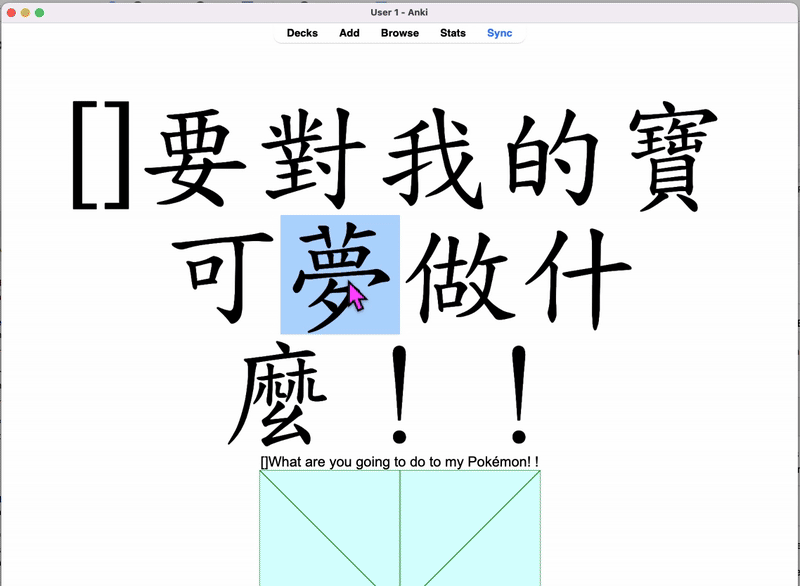 User 1 - Anki
Decks Add Browse Stats Sync
[]要對我的寶
可夢做什
麼！！
[]What are you going to do to my Pokémon! !